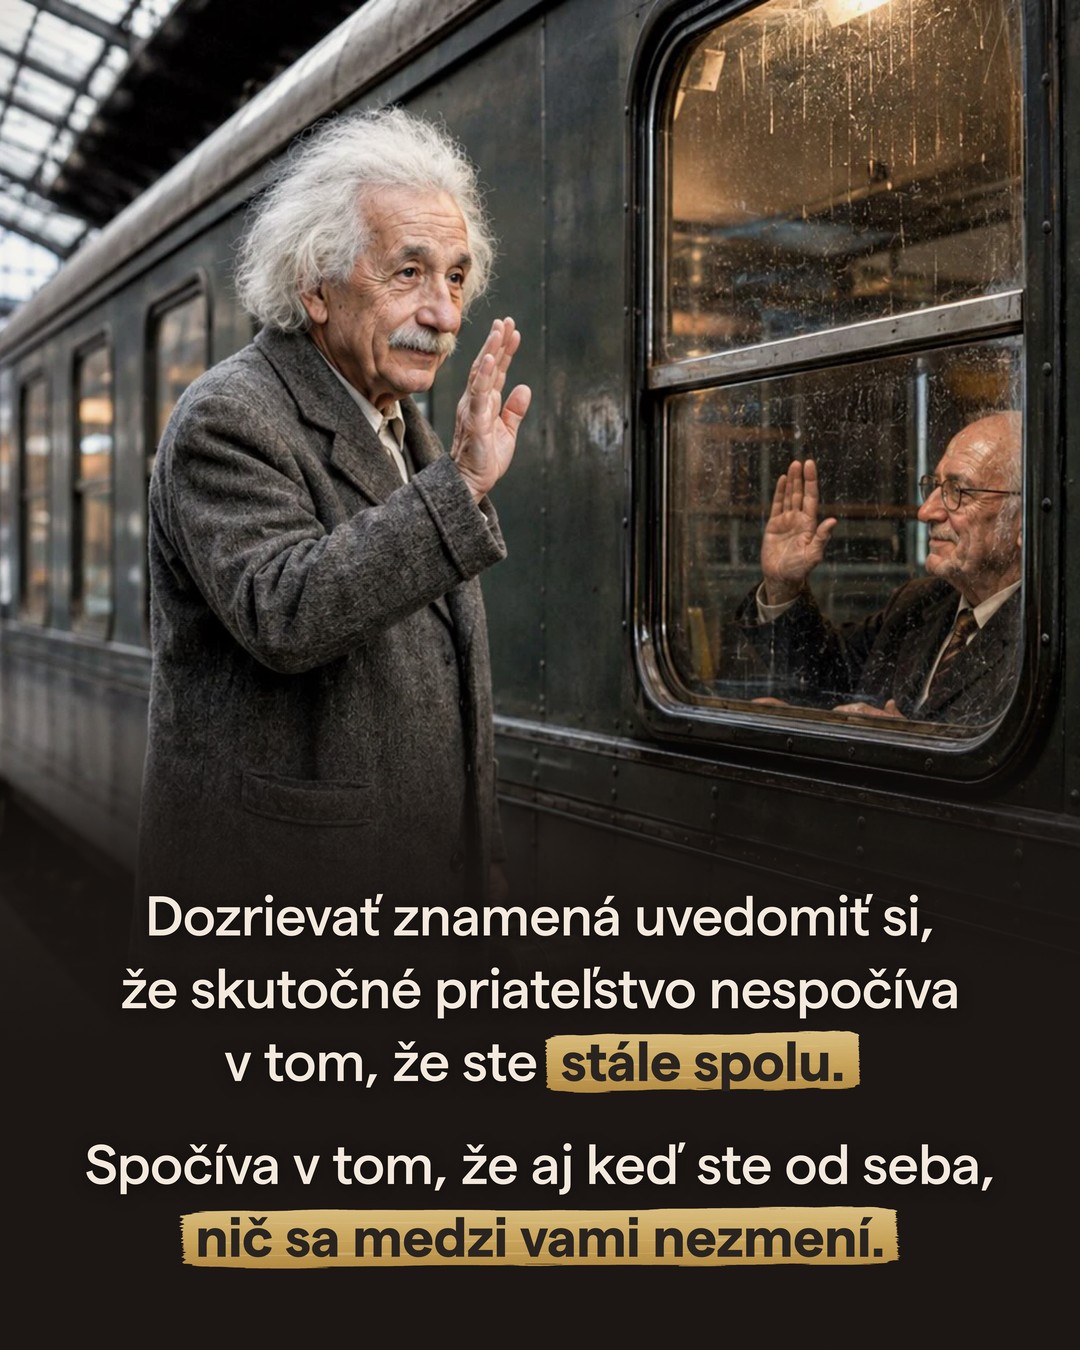 Dozrievať znamená uvedomiť si,
že skutočné priateľstvo nespočíva
v tom, že ste stále spolu.
Spočíva v tom, že aj keď ste od seba,
nič sa medzi vami nezmení.